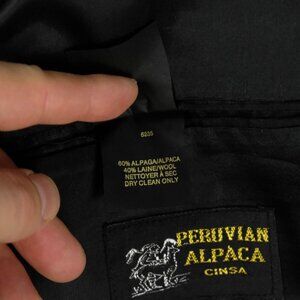 6235
60% ALPAGA/ALPACA
40% LAINE/WOOL
NETTOYER À SEC
DRY CLEAN ONLY
PERUVIAN
ALPACA
CINSA